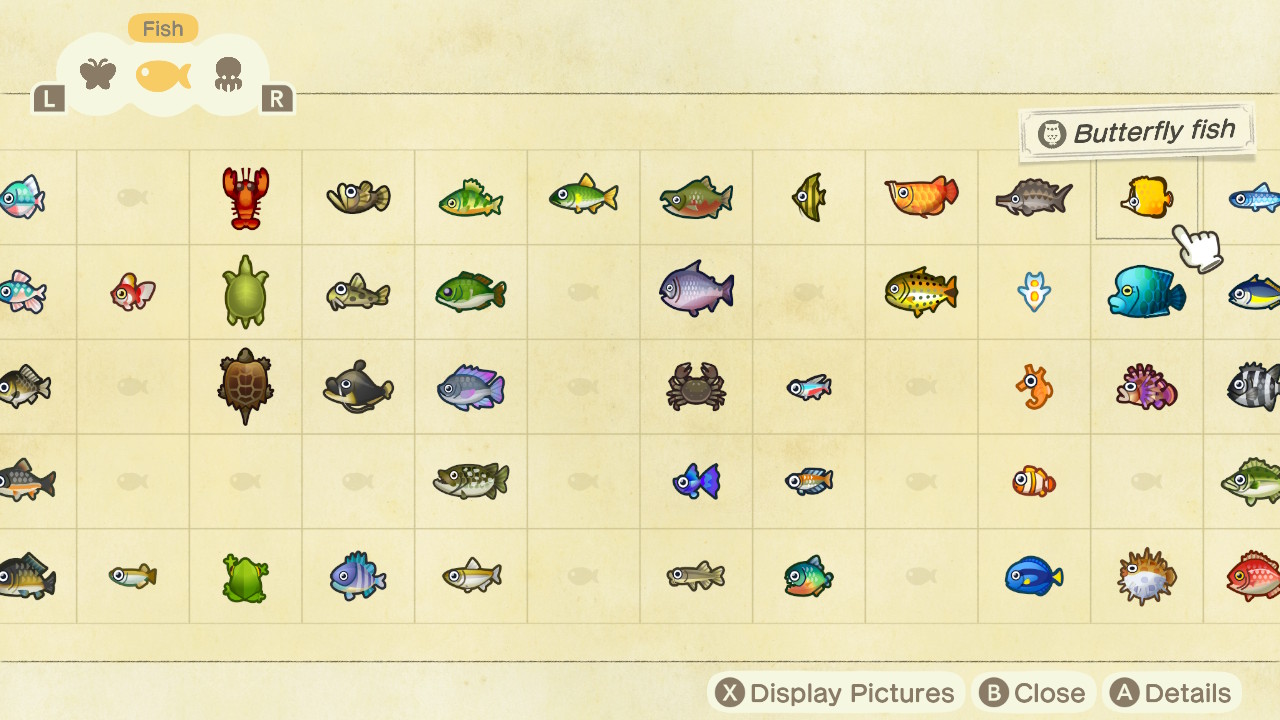 Fish
L
R
Butterfly fish
X Display Pictures
B Close
A Details